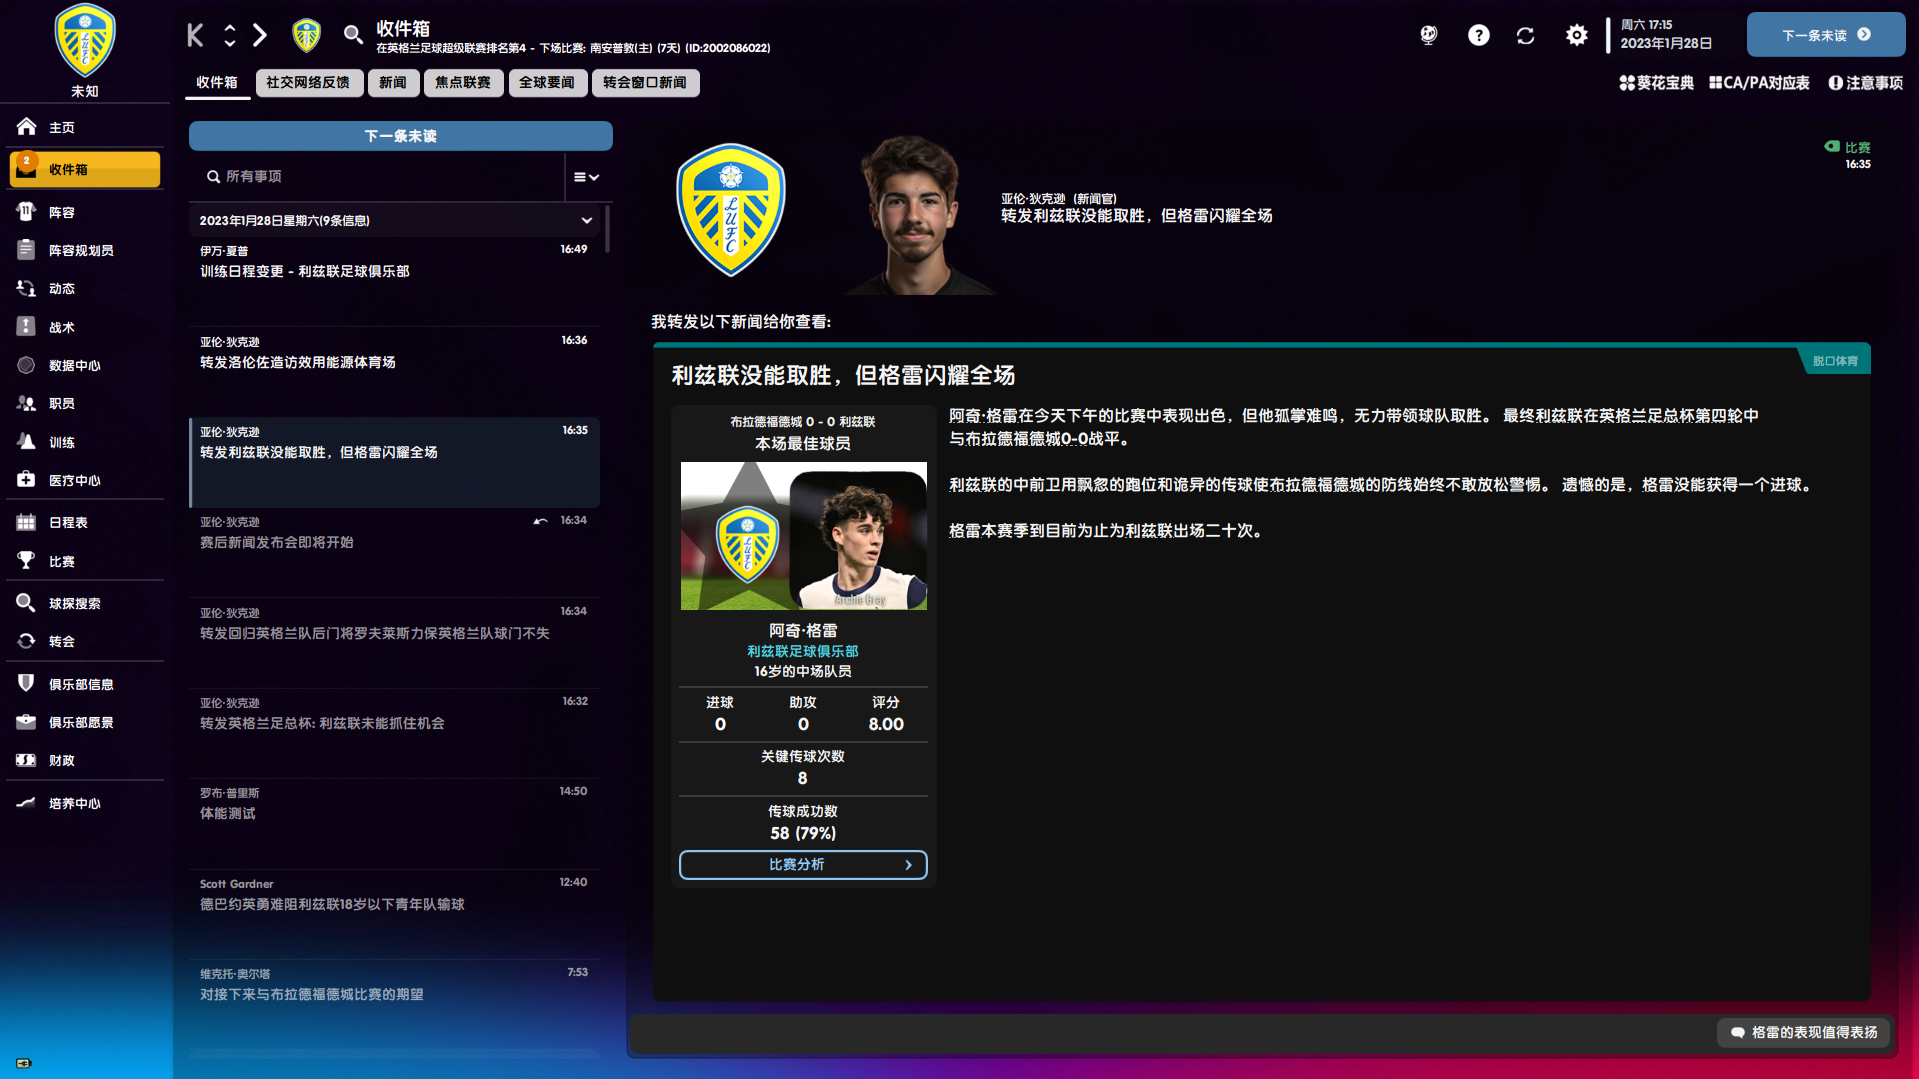 收件箱
在英格兰足球超级联赛排名第4 - 下场比赛: 南安普敦(主) (7天) (ID:2002086022)
周六 17:15
2023年1月28日
下一条未读
收件箱
社交网络反馈
新闻
焦点联赛
全球要闻
转会窗口新闻
葵花宝典
CA/PA对应表
注意事项
LUFC
未知
主页
2
收件箱
11
阵容
阵容规划员
动态
战术
数据中心
职员
训练
医疗中心
日程表
比赛
球探搜索
转会
俱乐部信息
俱乐部愿景
财政
培养中心
下一条未读
所有事项
2023年1月28日星期六(9条信息)
伊万·夏普
16:49
训练日程变更 - 利兹联足球俱乐部
亚伦·狄克逊
16:36
转发洛伦佐造访效用能源体育场
亚伦·狄克逊
16:35
转发利兹联没能取胜，但格雷闪耀全场
亚伦·狄克逊
16:34
赛后新闻发布会即将开始
亚伦·狄克逊
16:34
转发回归英格兰队后门将罗夫莱斯力保英格兰队球门不失
亚伦·狄克逊
16:32
转发英格兰足总杯: 利兹联未能抓住机会
罗布·普里斯
14:50
体能测试
Scott Gardner
12:40
德巴约英勇难阻利兹联18岁以下青年队输球
维克托·奥尔塔
7:53
对接下来与布拉德福德城比赛的期望
LUFC
亚伦·狄克逊（新闻官）
转发利兹联没能取胜，但格雷闪耀全场
比赛
16:35
我转发以下新闻给你查看:
脱口体育
利兹联没能取胜，但格雷闪耀全场
布拉德福德城 0 - 0 利兹联
本场最佳球员
LUFC
Archie Gray
阿奇·格雷
利兹联足球俱乐部
16岁的中场队员
进球
助攻
评分
0
0
8.00
关键传球次数
8
传球成功数
58 (79%)
比赛分析
阿奇·格雷在今天下午的比赛中表现出色，但他孤掌难鸣，无力带领球队取胜。 最终利兹联在英格兰足总杯第四轮中
与布拉德福德城0-0战平。
利兹联的中前卫用飘忽的跑位和诡异的传球使布拉德福德城的防线始终不敢放松警惕。 遗憾的是，格雷没能获得一个进球。
格雷本赛季到目前为止为利兹联出场二十次。
格雷的表现值得表扬